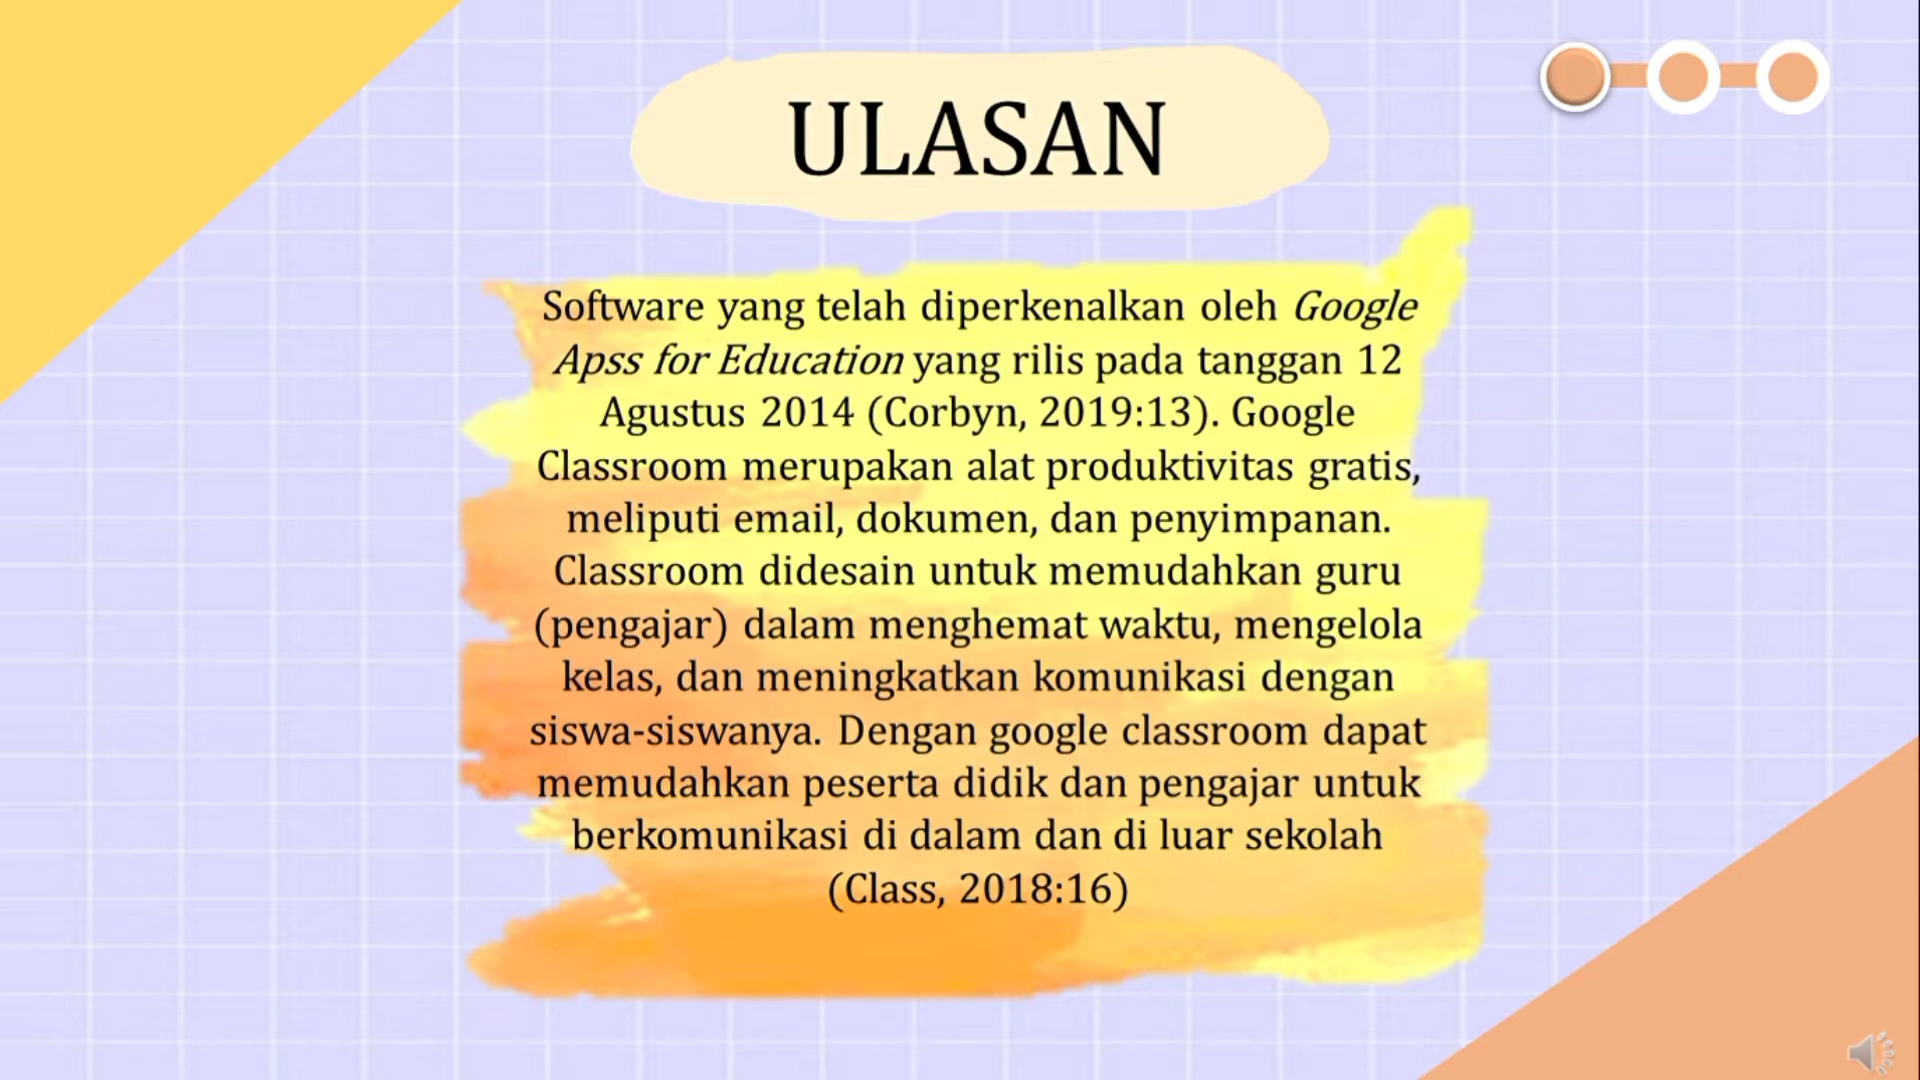 ULASAN
Software yang telah diperkenalkan oleh Google
Apss for Education yang rilis pada tanggan 12
Agustus 2014 (Corbyn, 2019:13). Google
Classroom merupakan alat produktivitas gratis,
meliputi email, dokumen, dan penyimpanan.
Classroom didesain untuk memudahkan guru
(pengajar) dalam menghemat waktu, mengelola
kelas, dan meningkatkan komunikasi dengan
siswa-siswanya. Dengan google classroom dapat
memudahkan peserta didik dan pengajar untuk
berkomunikasi di dalam dan di luar sekolah
(Class, 2018:16)